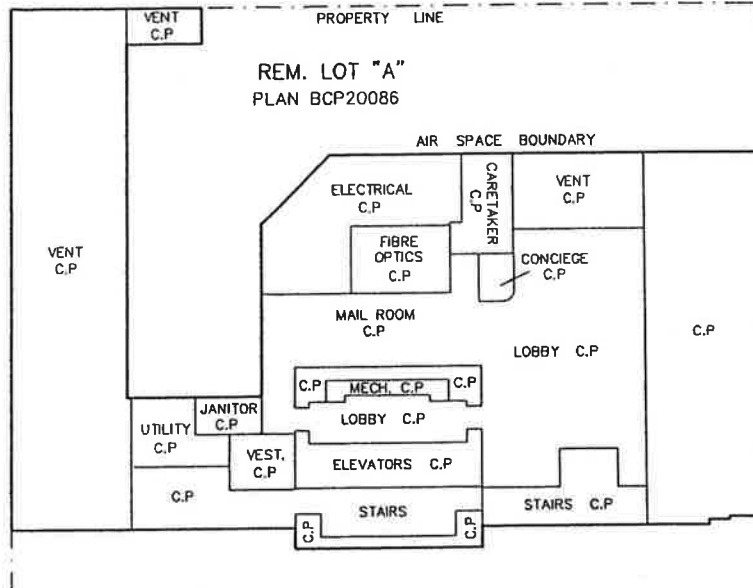 VENT
C.P
PROPERTY LINE
REM. LOT "A"
PLAN BCP20086
AIR SPACE BOUNDARY
ELECTRICAL
C.P
CARETAKER
C.P
VENT
C.P
VENT
C.P
FIBRE
OPTICS
C.P
CONCIEGE
C.P
MAIL ROOM
C.P
LOBBY C.P
C.P
C.P
MECH. C.P
C.P
JANITOR
C.P
LOBBY C.P
UTILITY
C.P
VEST.
C.P
ELEVATORS C.P
C.P
STAIRS
STAIRS C.P
C.P
C.P